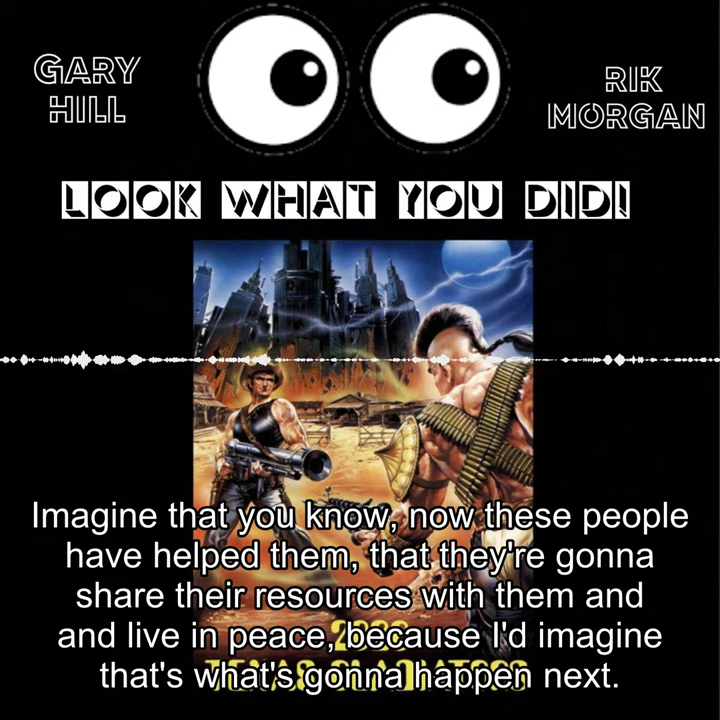 GARY
HILL
RIK
MORGAN
LOOK WHAT YOU DID!
Imagine that you know, now these people
have helped them, that they're gonna
share their resources with them and
and live in peace, because I'd imagine
that's what's gonna happen next.